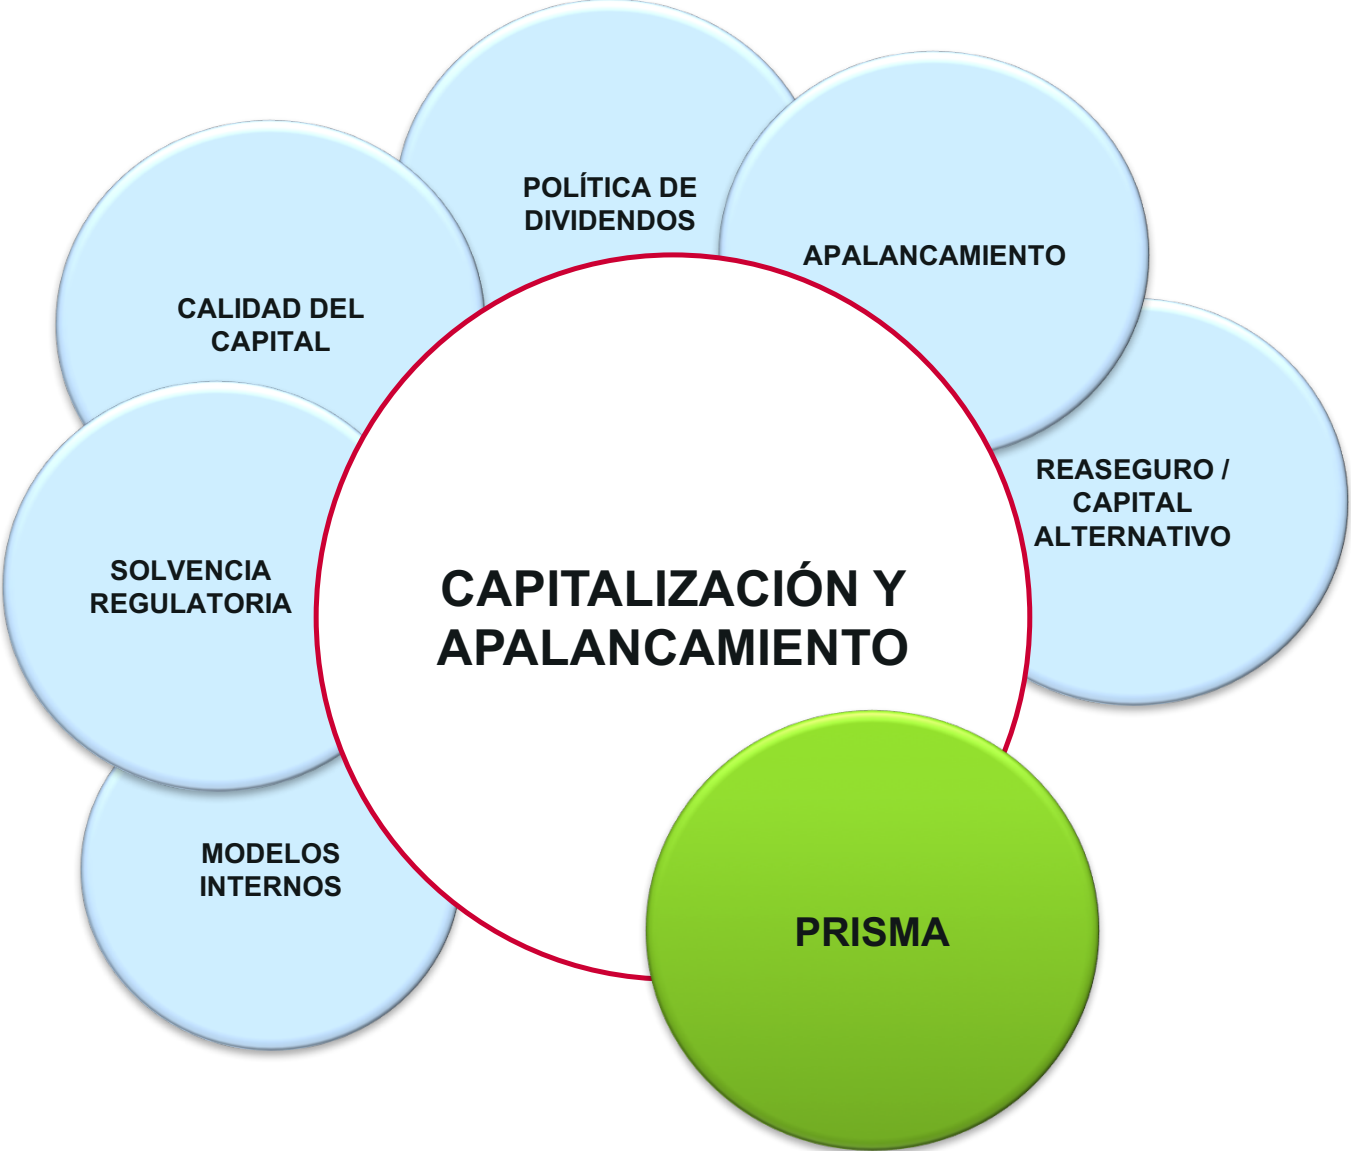 POLÍTICA DE
DIVIDENDOS
APALANCAMIENTO
CALIDAD DEL
CAPITAL
REASEGURO /
CAPITAL
ALTERNATIVO
SOLVENCIA
REGULATORIA
CAPITALIZACIÓN Y
APALANCAMIENTO
MODELOS
INTERNOS
PRISMA